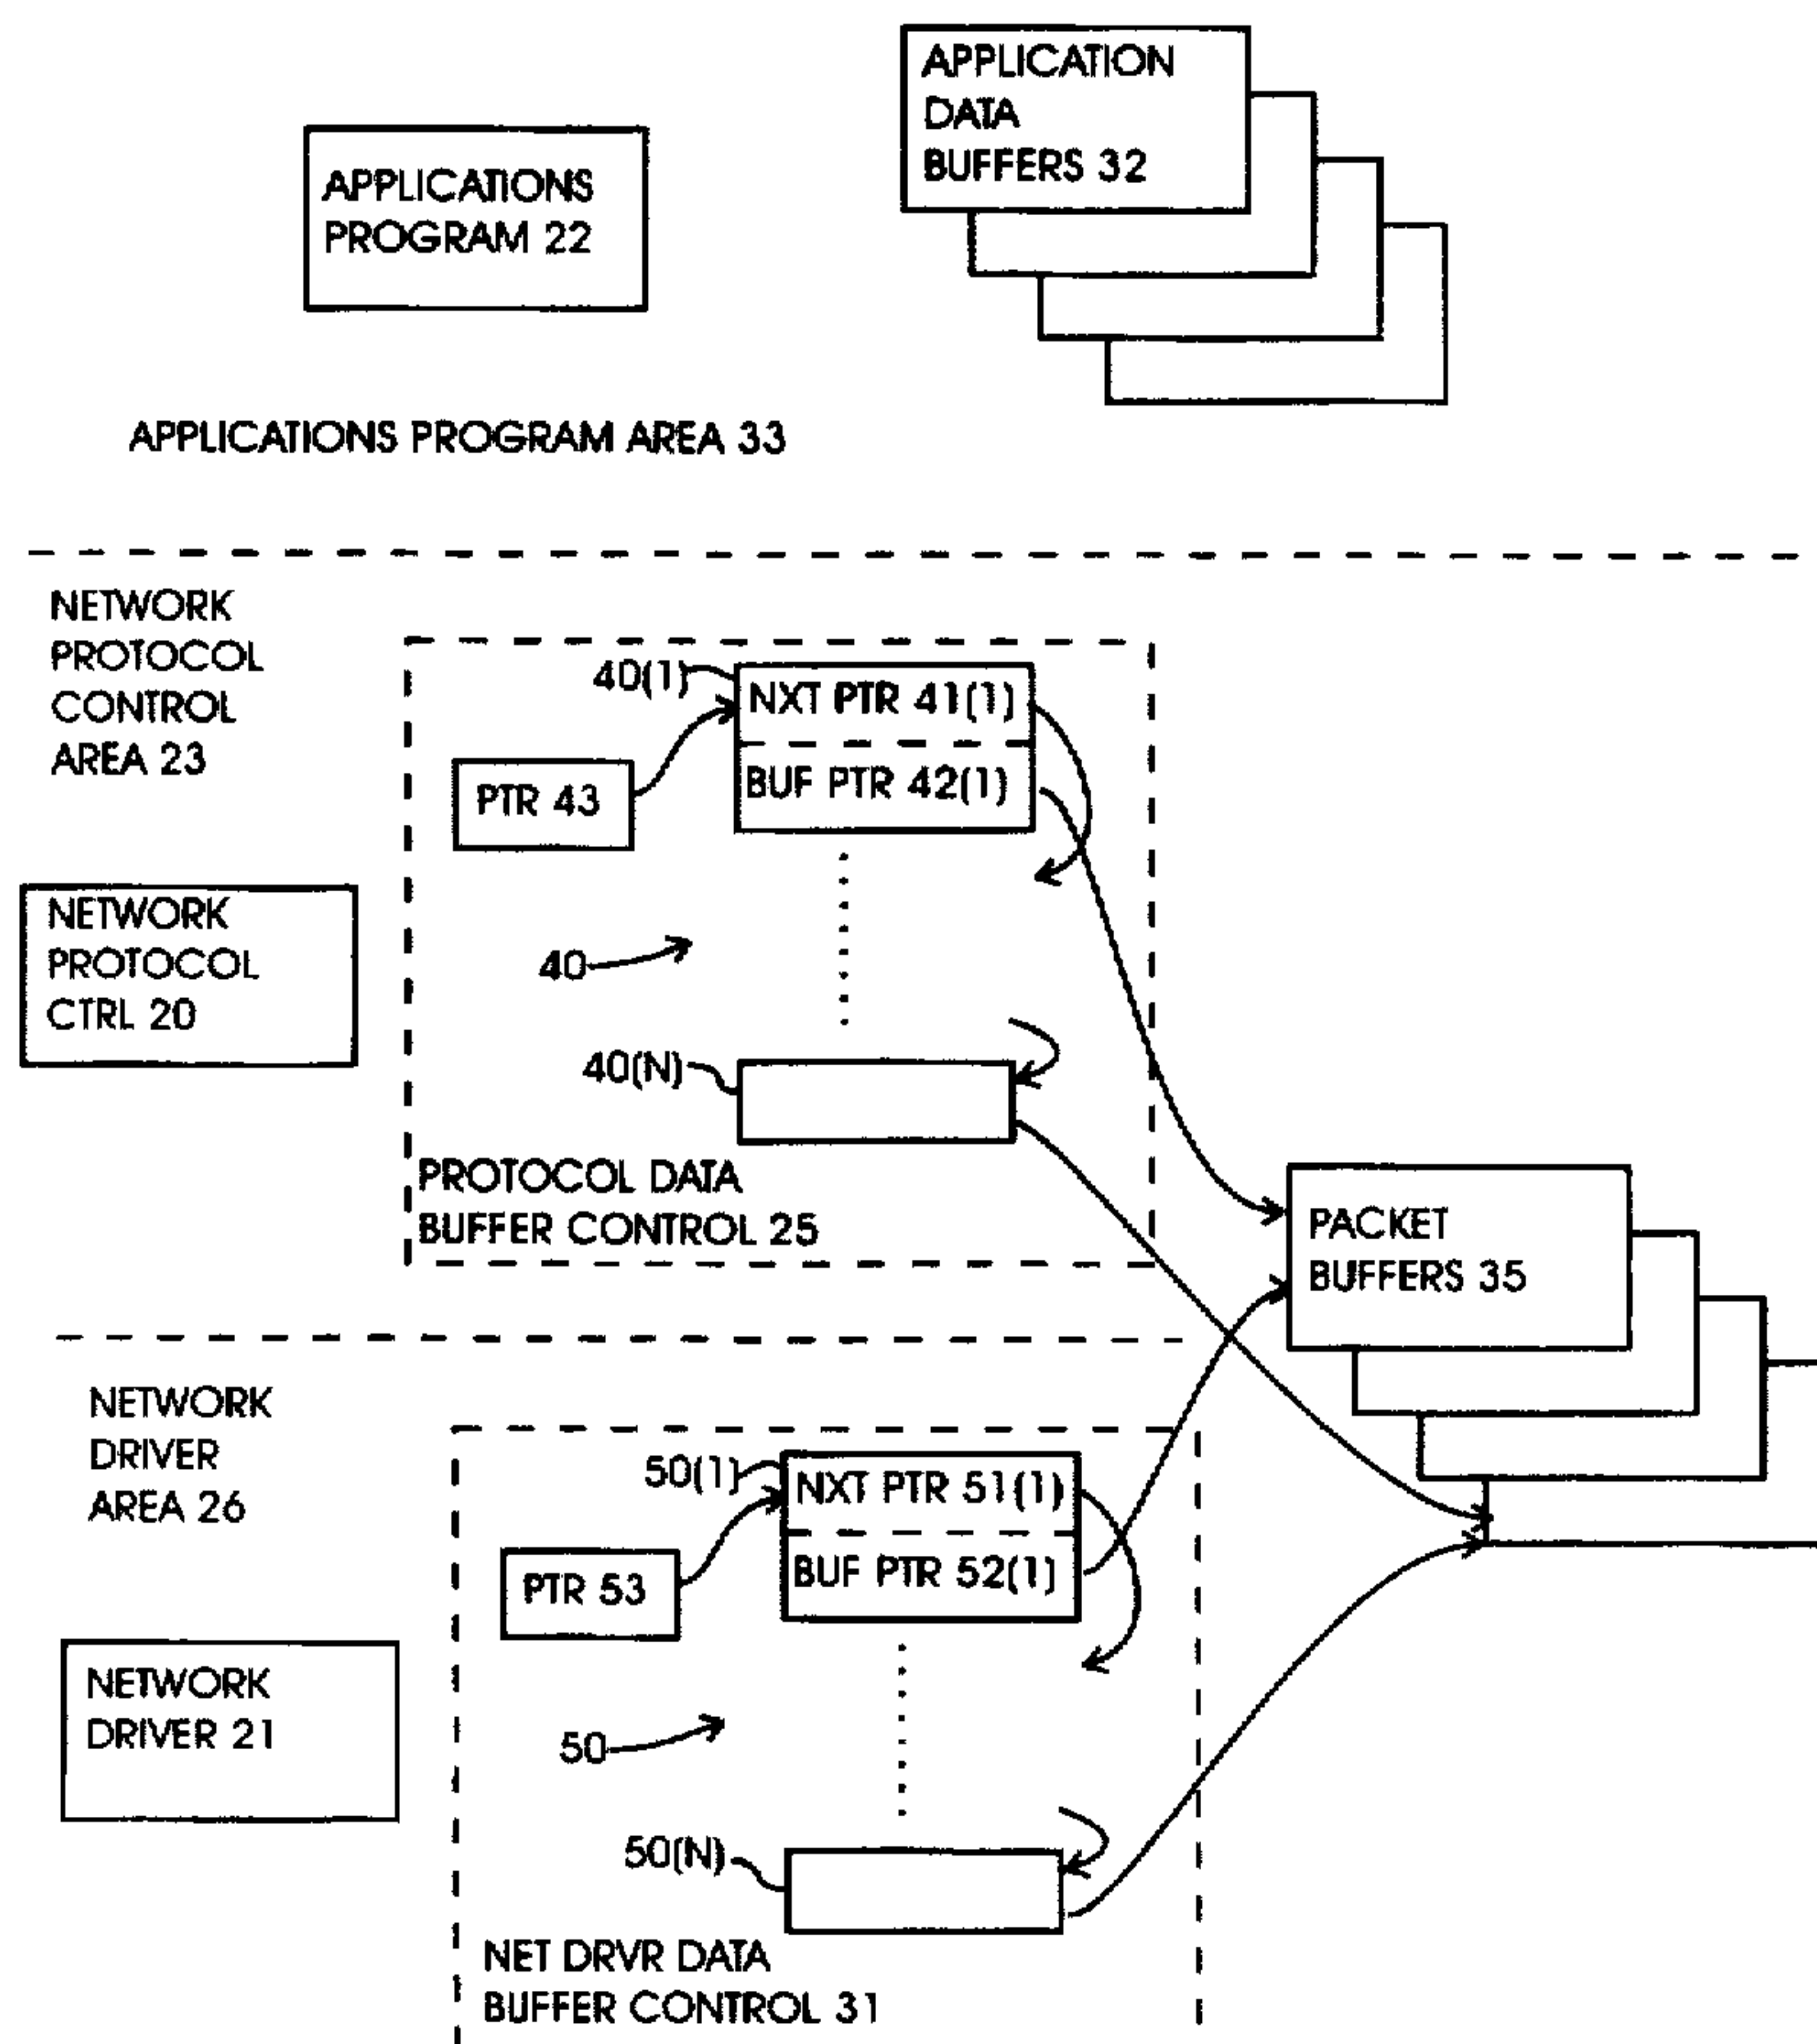 APPLICATION
DATA
BUFFERS 32
APPLICATIONS
PROGRAM 22
APPLICATIONS PROGRAM AREA 33
NETWORK
PROTOCOL
CONTROL
AREA 23
40(1)
NXT PTR 41(1)
BUF PTR 42(1)
PTR 43
NETWORK
PROTOCOL
CTRL 20
40
40(N)
PROTOCOL DATA
BUFFER CONTROL 25
PACKET
BUFFERS 35
NETWORK
DRIVER
AREA 26
50(1)
NXT PTR 51(1)
BUF PTR 52(1)
PTR 53
NETWORK
DRIVER 21
50
50(N)
NET DRVR DATA
BUFFER CONTROL 31